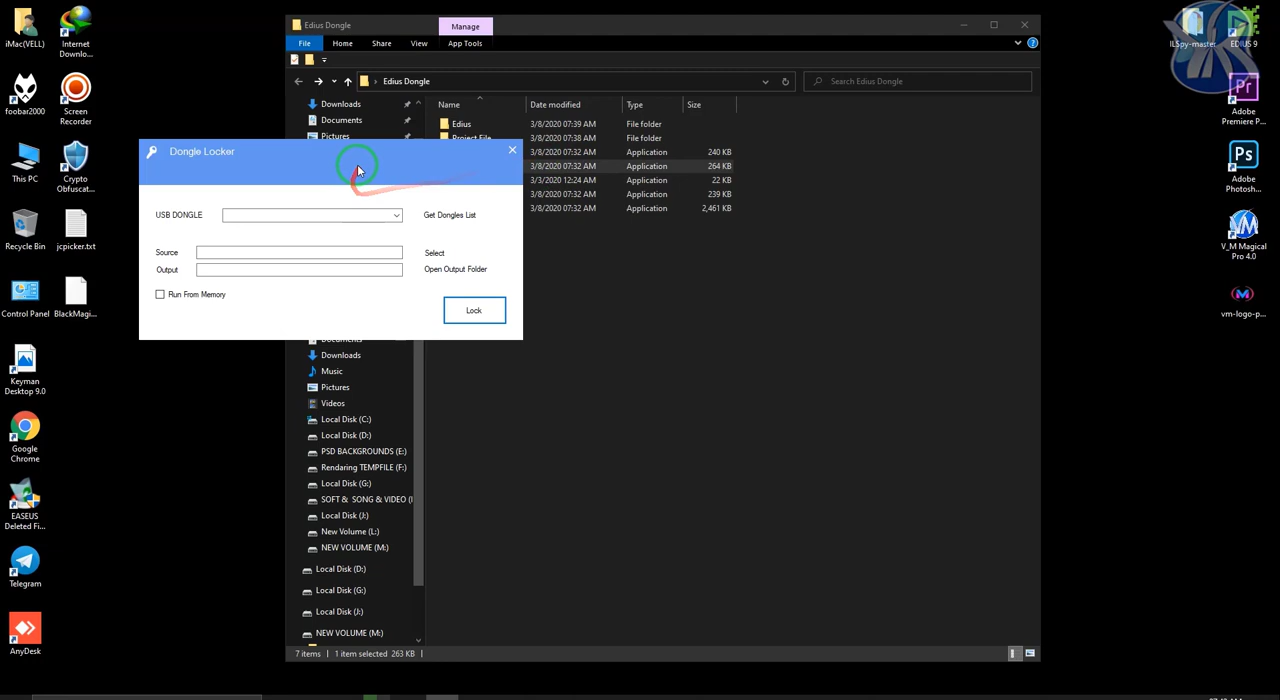 iMac(VELL)
Internet
Downlo...
foobar2000
Screen
Recorder
This PC
Crypto
Obfuscat...
Recycle Bin
jcpicker.txt
Control Panel
BlackMagi...
Keyman
Desktop 9.0
Google
Chrome
EASEUS
Deleted Fi...
Telegram
AnyDesk
Edius Dongle
Manage
File
Home
Share
View
App Tools
Edius Dongle
Search Edius Dongle
Downloads
Documents
Pictures
Name
Date modified
Type
Size
Edius
3/8/2020 07:39 AM
File folder
Project File
3/8/2020 07:38 AM
File folder
3/8/2020 07:32 AM
Application
240 KB
3/8/2020 07:32 AM
Application
264 KB
3/3/2020 12:24 AM
Application
22 KB
3/8/2020 07:32 AM
Application
239 KB
3/8/2020 07:32 AM
Application
2,461 KB
Dongle Locker
USB DONGLE
Get Dongles List
Source
Select
Output
Open Output Folder
Run From Memory
Lock
Documents
Downloads
Music
Pictures
Videos
Local Disk (C:)
Local Disk (D:)
PSD BACKGROUNDS (E:)
Rendaring TEMPFILE (F:)
Local Disk (G:)
SOFT & SONG & VIDEO (I
Local Disk (J:)
New Volume (L:)
NEW VOLUME (M:)
Local Disk (D:)
Local Disk (G:)
Local Disk (J:)
NEW VOLUME (M:)
7 items
1 item selected 263 KB
ILSpy-master
EDIUS 9
Adobe
Premiere P...
Adobe
Photosh...
V_M Magical
Pro 4.0
vm-logo-p...